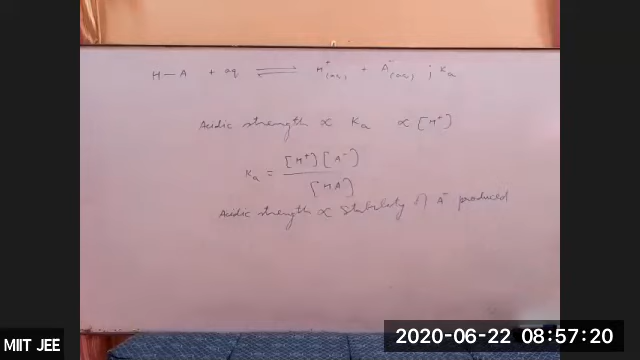 H—A + aq ⇌ H⁺(aq) + A⁻(aq) ; Ka
Acidic strength ∝ Ka ∝ [H⁺]
Ka = [H⁺][A⁻] / [HA]
Acidic strength ∝ Stability of A⁻ produced
MIIT JEE
2020-06-22 08:57:20